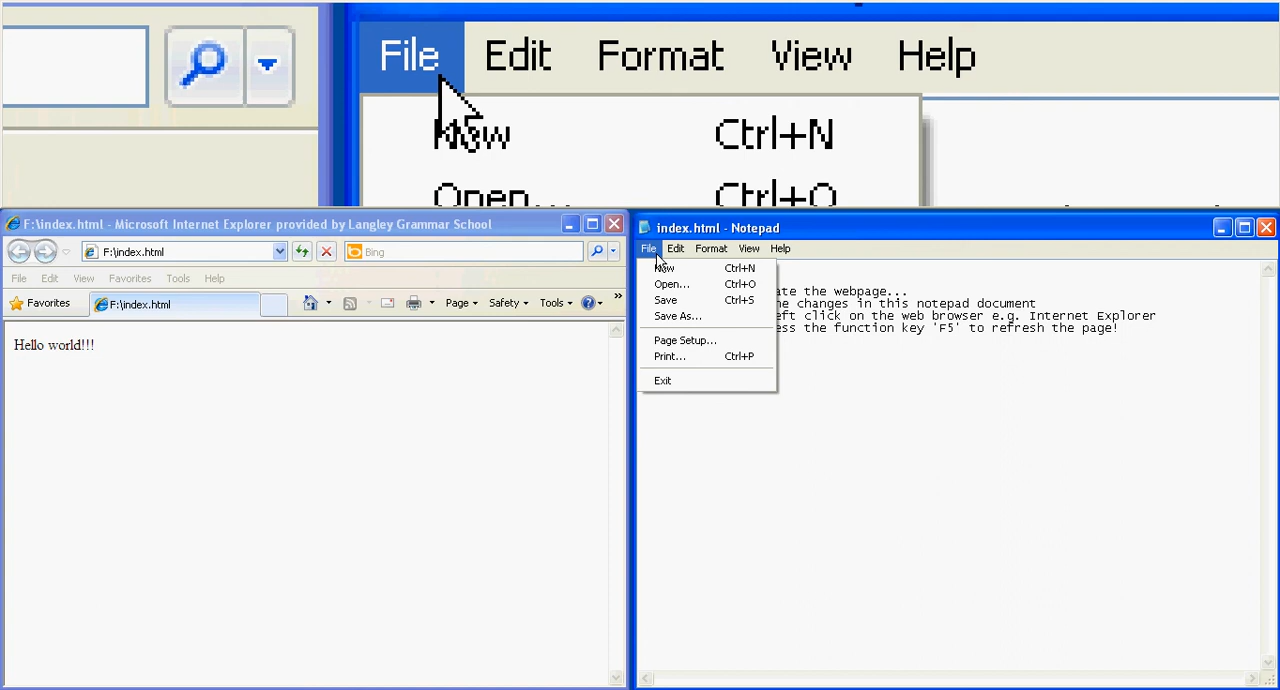 File Edit Format View Help
New Ctrl+N
Open... Ctrl+O
F:\index.html - Microsoft Internet Explorer provided by Langley Grammar School
F:\index.html
Bing
File Edit View Favorites Tools Help
Favorites
F:\index.html
Page Safety Tools
Hello world!!!
index.html - Notepad
File Edit Format View Help
New Ctrl+N
Open... Ctrl+O
Save Ctrl+S
Save As...
Page Setup...
Print... Ctrl+P
Exit
the webpage...
changes in this notepad document
click on the web browser e.g. Internet Explorer
the function key 'F5' to refresh the page!